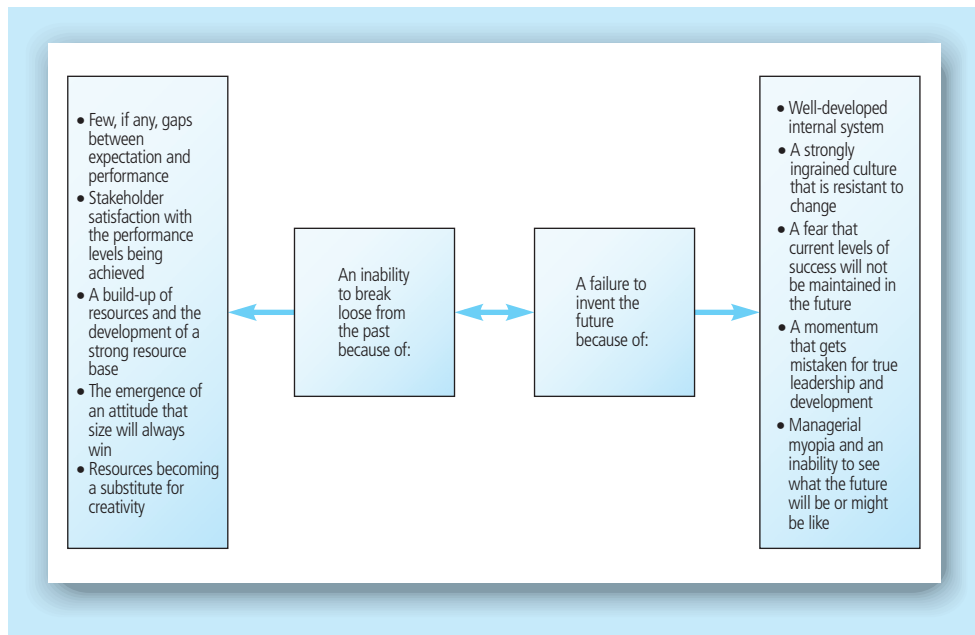 • Few, if any, gaps
between
expectation and
performance
• Stakeholder
satisfaction with
the performance
levels being
achieved
• A build-up of
resources and the
development of a
strong resource
base
• The emergence of
an attitude that
size will always
win
• Resources becoming
a substitute for
creativity
An inability
to break
loose from
the past
because of:
A failure to
invent the
future
because of:
• Well-developed
internal system
• A strongly
ingrained culture
that is resistant to
change
• A fear that
current levels of
success will not
be maintained in
the future
• A momentum
that gets
mistaken for true
leadership and
development
• Managerial
myopia and an
inability to see
what the future
will be or might
be like